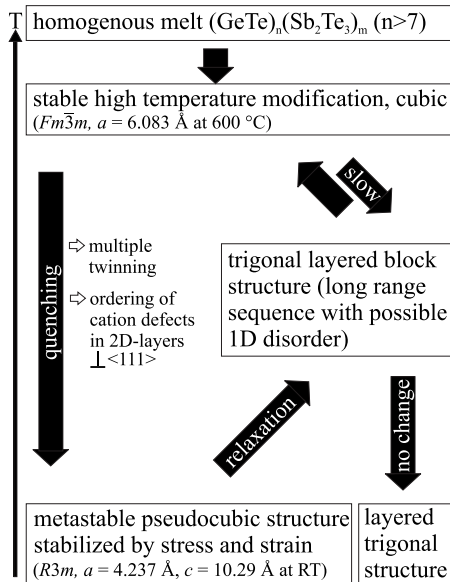 T homogenous melt (GeTe)ₙ(Sb₂Te₃)ₘ (n>7)
stable high temperature modification, cubic
(Fm3̅m, a = 6.083 Å at 600 °C)
slow
quenching
⇨ multiple
twinning
⇨ ordering of
cation defects
in 2D-layers
⊥<111>
trigonal layered block
structure (long range
sequence with possible
1D disorder)
relaxation
no change
metastable pseudocubic structure
stabilized by stress and strain
(R3m, a = 4.237 Å, c = 10.29 Å at RT)
layered
trigonal
structure